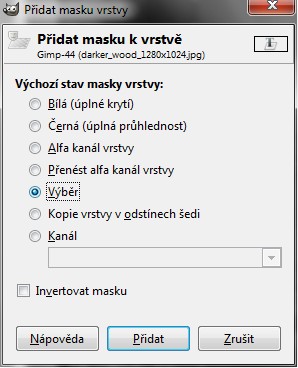 Přidat masku vrstvy
Přidat masku k vrstvě
Gimp-44 (darker_wood_1280x1024.jpg)
Výchozí stav masky vrstvy:
Bílá (úplné krytí)
Černá (úplná průhlednost)
Alfa kanál vrstvy
Přenést alfa kanál vrstvy
Výběr
Kopie vrstvy v odstínech šedi
Kanál
Invertovat masku
Nápověda Přidat Zrušit